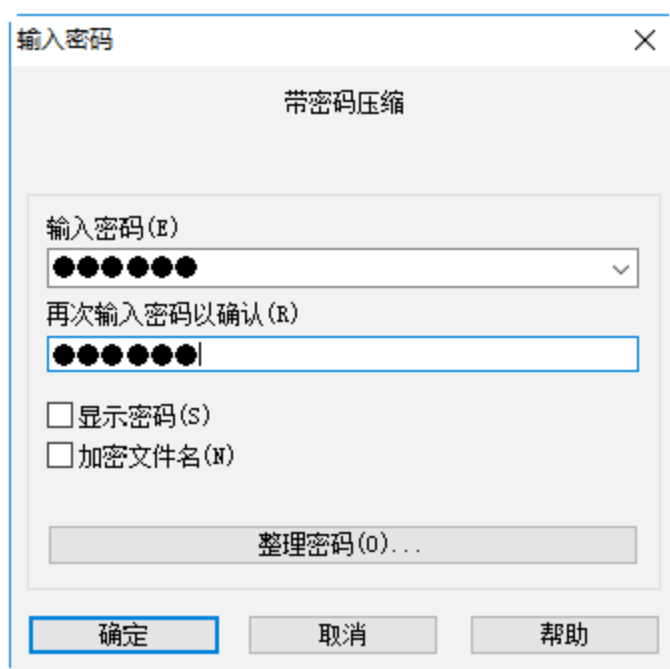 输入密码
带密码压缩
输入密码(E)
●●●●●●
再次输入密码以确认(R)
●●●●●●
显示密码(S)
加密文件名(N)
整理密码(O)...
确定 取消 帮助